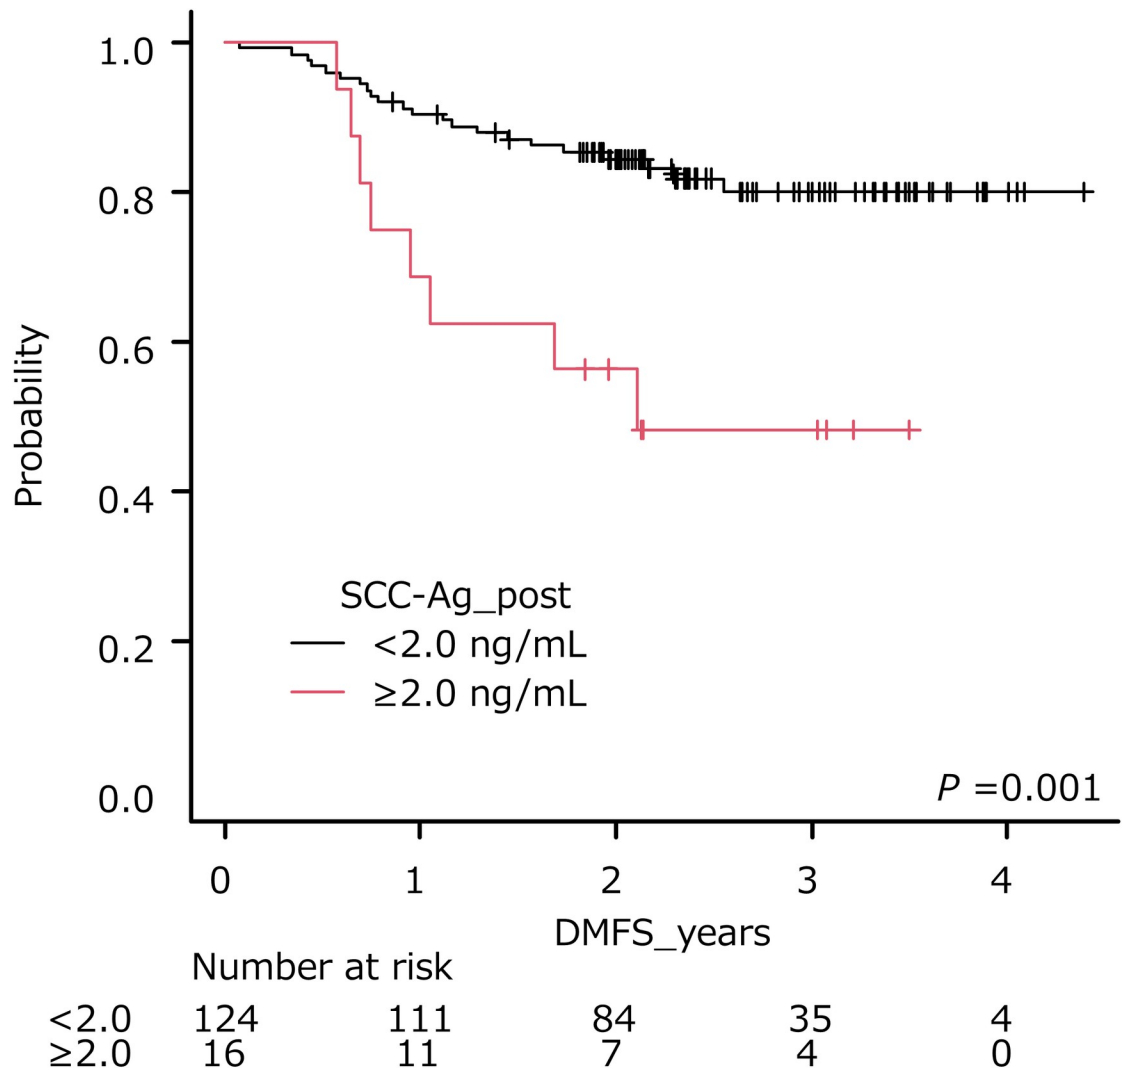 1.0
0.8
0.6
0.4
0.2
0.0
Probability
SCC-Ag_post
<2.0 ng/mL
≥2.0 ng/mL
P =0.001
0 1 2 3 4
DMFS_years
Number at risk
<2.0 124 111 84 35 4
≥2.0 16 11 7 4 0